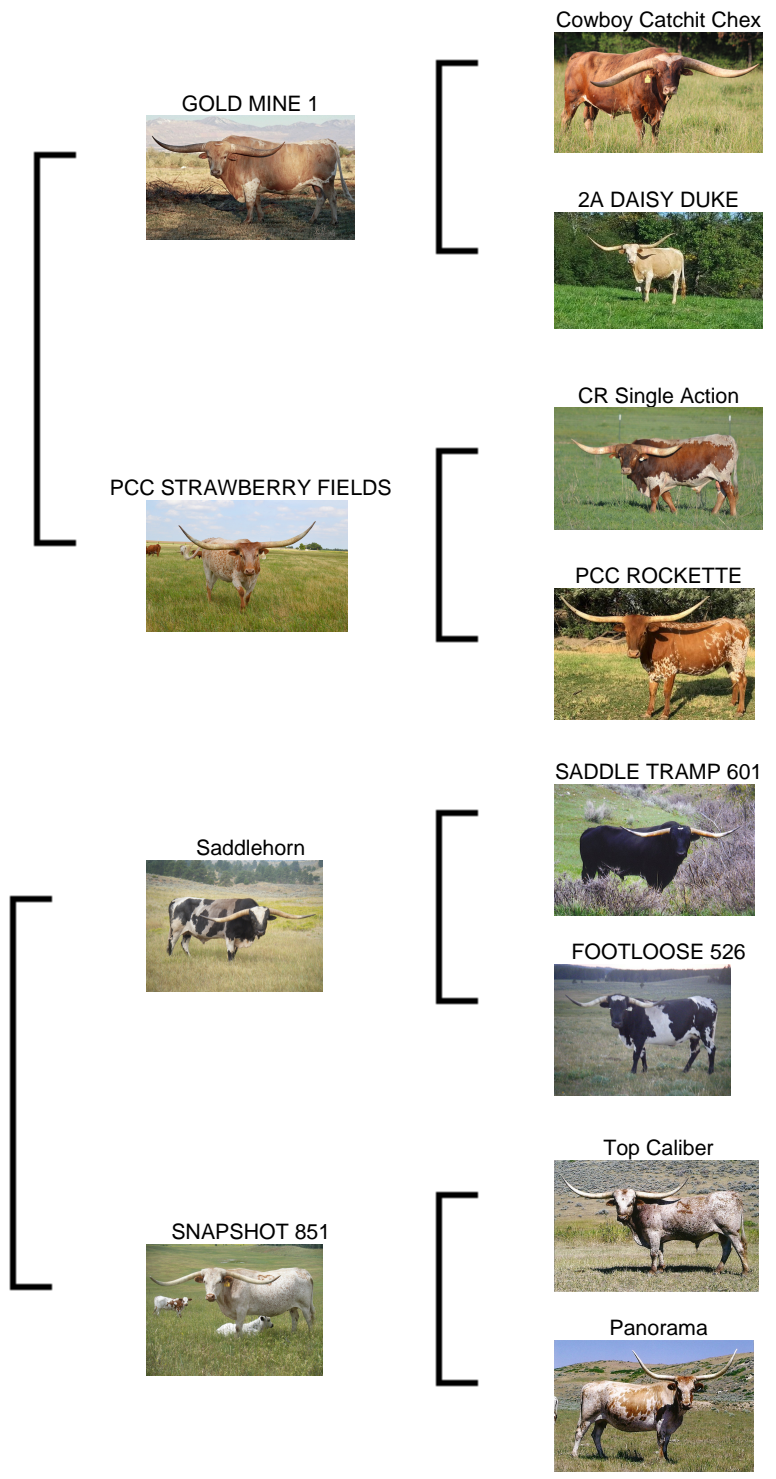 Cowboy Catchit Chex
GOLD MINE 1
2A DAISY DUKE
CR Single Action
PCC STRAWBERRY FIELDS
PCC ROCKETTE
SADDLE TRAMP 601
Saddlehorn
FOOTLOOSE 526
Top Caliber
SNAPSHOT 851
Panorama